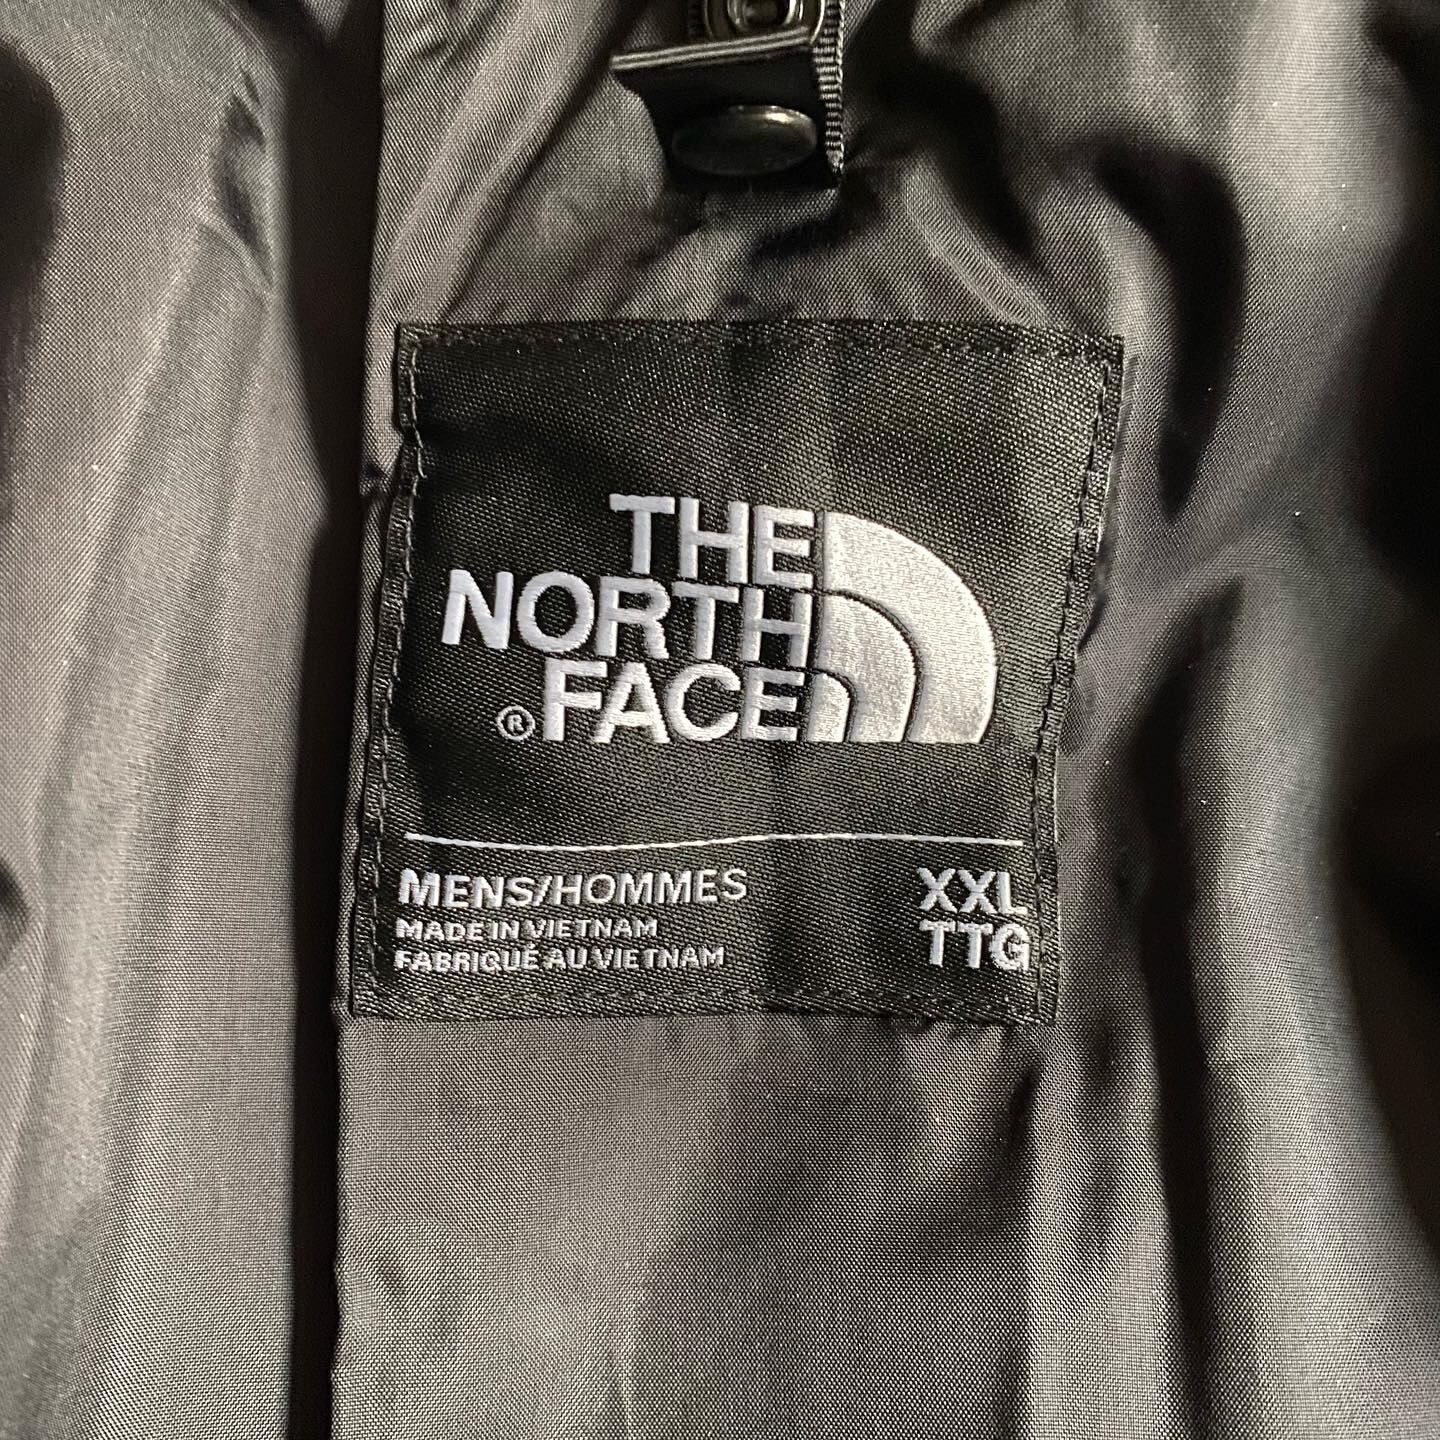 THE
NORTH
® FACE
MENS/HOMMES XXL
MADE IN VIETNAM TTG
FABRIQUÉ AU VIETNAM